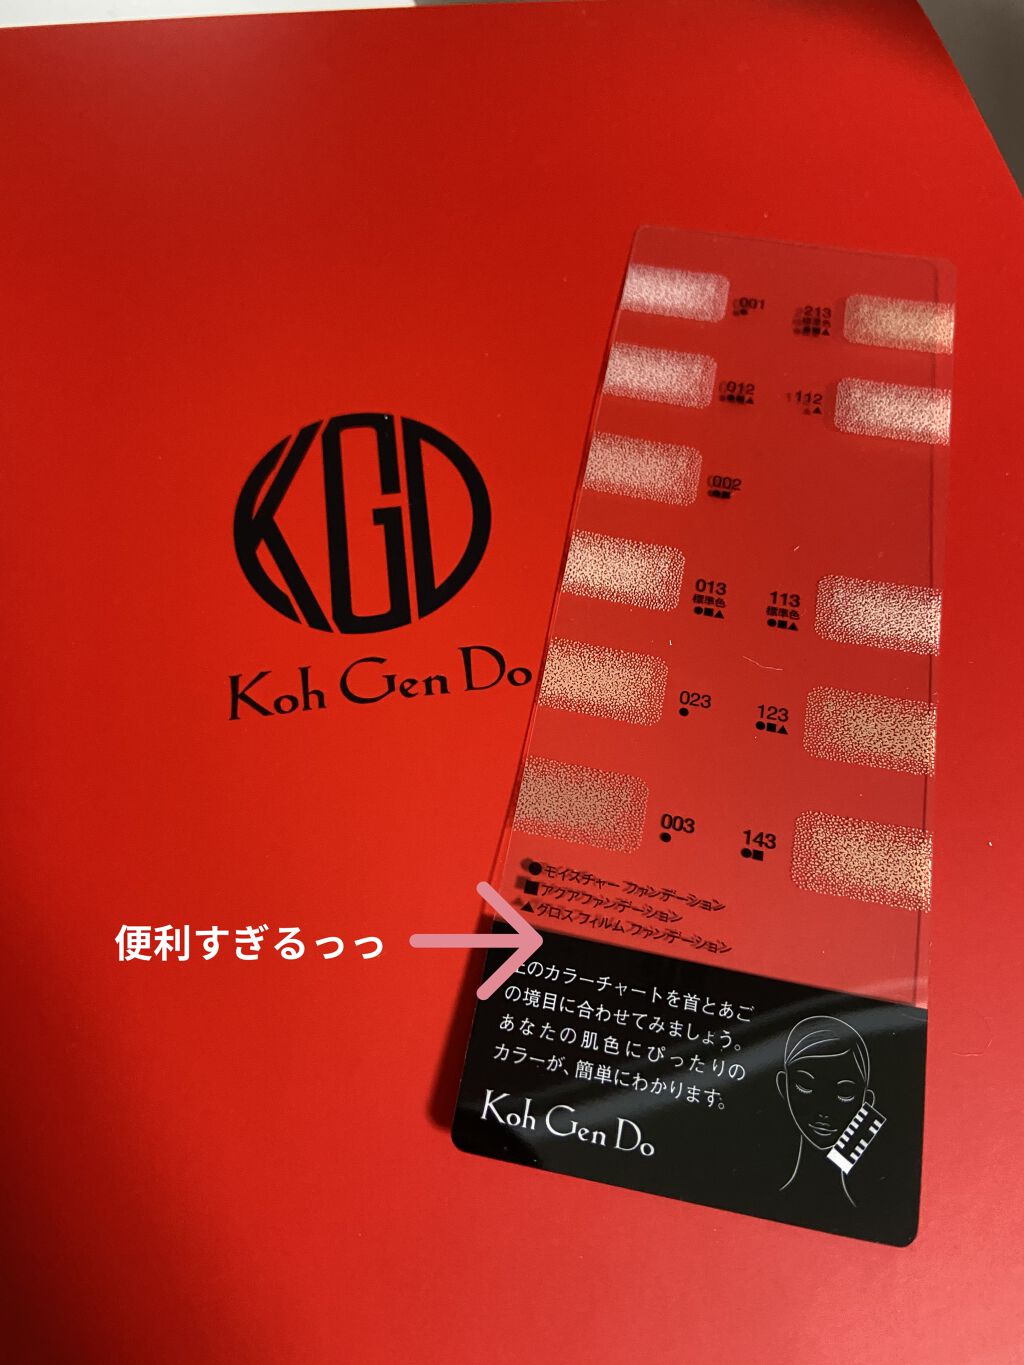 KGD
Koh Gen Do
001
●
213
標準色
●■▲
012
●■▲
112
▲
002
●■
013
標準色
●■▲
113
標準色
●■▲
023
●
123
●■▲
003
●
143
●■
●モイスチャー ファンデーション
■アクアファンデーション
▲グロスフィルム ファンデーション
便利すぎるっっ
上のカラーチャートを首とあご
の境目に合わせてみましょう。
あなたの肌色にぴったりの
カラーが、簡単にわかります。
Koh Gen Do